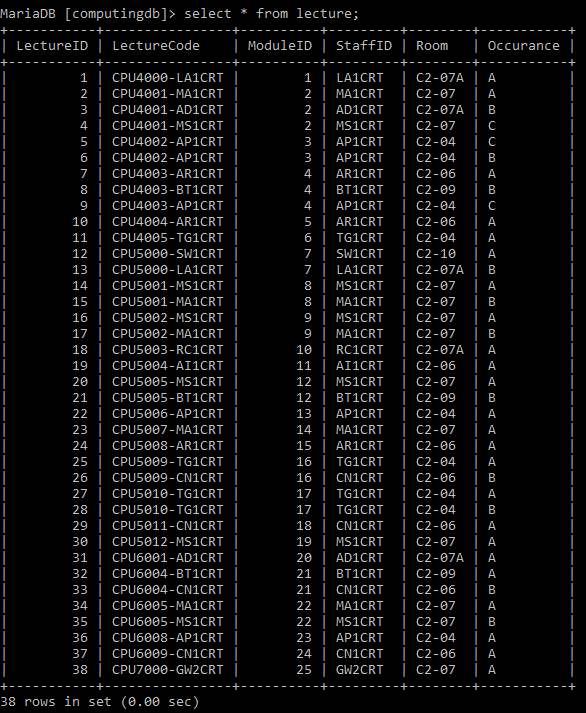 MariaDB [computingdb]> select * from lecture;
+-----------+----------------+----------+---------+--------+-----------+
| LectureID | LectureCode    | ModuleID | StaffID | Room   | Occurance |
+-----------+----------------+----------+---------+--------+-----------+
|         1 | CPU4000-LA1CRT |        1 | LA1CRT  | C2-07A | A         |
|         2 | CPU4001-MA1CRT |        2 | MA1CRT  | C2-07  | A         |
|         3 | CPU4001-AD1CRT |        2 | AD1CRT  | C2-07A | B         |
|         4 | CPU4001-MS1CRT |        2 | MS1CRT  | C2-07  | C         |
|         5 | CPU4002-AP1CRT |        3 | AP1CRT  | C2-04  | C         |
|         6 | CPU4002-AP1CRT |        3 | AP1CRT  | C2-04  | B         |
|         7 | CPU4003-AR1CRT |        4 | AR1CRT  | C2-06  | A         |
|         8 | CPU4003-BT1CRT |        4 | BT1CRT  | C2-09  | B         |
|         9 | CPU4003-AP1CRT |        4 | AP1CRT  | C2-04  | C         |
|        10 | CPU4004-AR1CRT |        5 | AR1CRT  | C2-06  | A         |
|        11 | CPU4005-TG1CRT |        6 | TG1CRT  | C2-04  | A         |
|        12 | CPU5000-SW1CRT |        7 | SW1CRT  | C2-10  | A         |
|        13 | CPU5000-LA1CRT |        7 | LA1CRT  | C2-07A | B         |
|        14 | CPU5001-MS1CRT |        8 | MS1CRT  | C2-07  | A         |
|        15 | CPU5001-MA1CRT |        8 | MA1CRT  | C2-07  | B         |
|        16 | CPU5002-MS1CRT |        9 | MS1CRT  | C2-07  | A         |
|        17 | CPU5002-MA1CRT |        9 | MA1CRT  | C2-07  | B         |
|        18 | CPU5003-RC1CRT |       10 | RC1CRT  | C2-07A | A         |
|        19 | CPU5004-AI1CRT |       11 | AI1CRT  | C2-06  | A         |
|        20 | CPU5005-MS1CRT |       12 | MS1CRT  | C2-07  | A         |
|        21 | CPU5005-BT1CRT |       12 | BT1CRT  | C2-09  | B         |
|        22 | CPU5006-AP1CRT |       13 | AP1CRT  | C2-04  | A         |
|        23 | CPU5007-MA1CRT |       14 | MA1CRT  | C2-07  | A         |
|        24 | CPU5008-AR1CRT |       15 | AR1CRT  | C2-06  | A         |
|        25 | CPU5009-TG1CRT |       16 | TG1CRT  | C2-04  | A         |
|        26 | CPU5009-CN1CRT |       16 | CN1CRT  | C2-06  | B         |
|        27 | CPU5010-TG1CRT |       17 | TG1CRT  | C2-04  | A         |
|        28 | CPU5010-TG1CRT |       17 | TG1CRT  | C2-04  | B         |
|        29 | CPU5011-CN1CRT |       18 | CN1CRT  | C2-06  | A         |
|        30 | CPU5012-MS1CRT |       19 | MS1CRT  | C2-07  | A         |
|        31 | CPU6001-AD1CRT |       20 | AD1CRT  | C2-07A | A         |
|        32 | CPU6004-BT1CRT |       21 | BT1CRT  | C2-09  | A         |
|        33 | CPU6004-CN1CRT |       21 | CN1CRT  | C2-06  | B         |
|        34 | CPU6005-MA1CRT |       22 | MA1CRT  | C2-07  | A         |
|        35 | CPU6005-MS1CRT |       22 | MS1CRT  | C2-07  | B         |
|        36 | CPU6008-AP1CRT |       23 | AP1CRT  | C2-04  | A         |
|        37 | CPU6009-CN1CRT |       24 | CN1CRT  | C2-06  | A         |
|        38 | CPU7000-GW2CRT |       25 | GW2CRT  | C2-07  | A         |
+-----------+----------------+----------+---------+--------+-----------+
38 rows in set (0.00 sec)